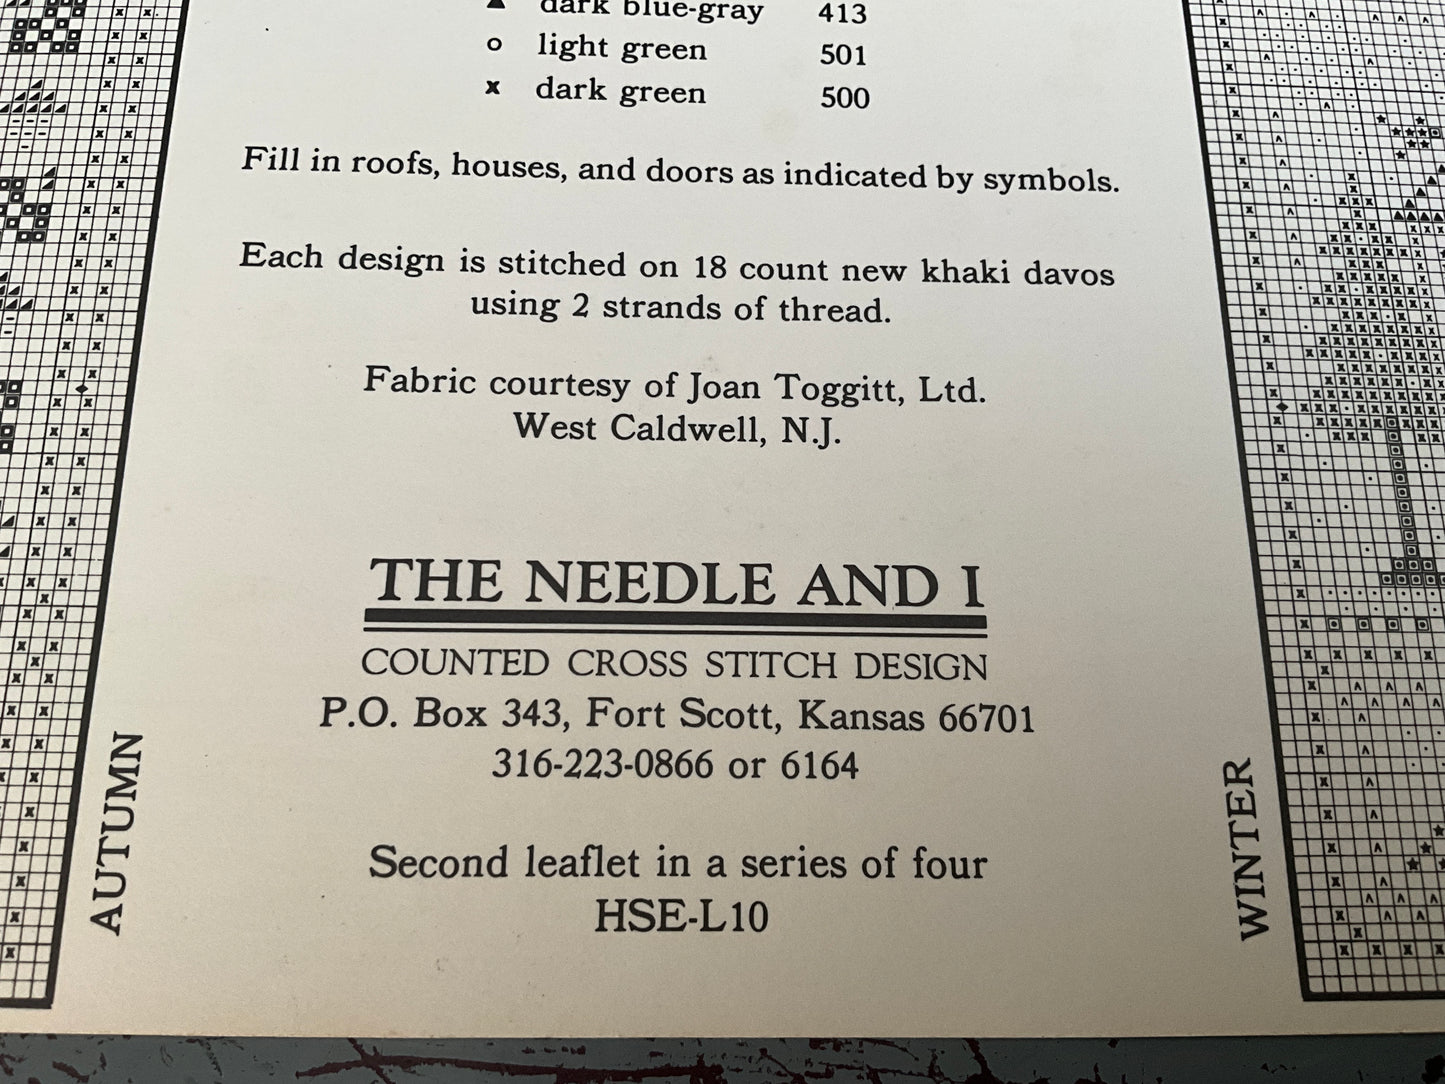 dark blue-gray 413
light green 501
dark green 500
Fill in roofs, houses, and doors as indicated by symbols.
Each design is stitched on 18 count new khaki davos
using 2 strands of thread.
Fabric courtesy of Joan Toggitt, Ltd.
West Caldwell, N.J.
THE NEEDLE AND I
COUNTED CROSS STITCH DESIGN
P.O. Box 343, Fort Scott, Kansas 66701
316-223-0866 or 6164
Second leaflet in a series of four
HSE-L10
AUTUMN
WINTER